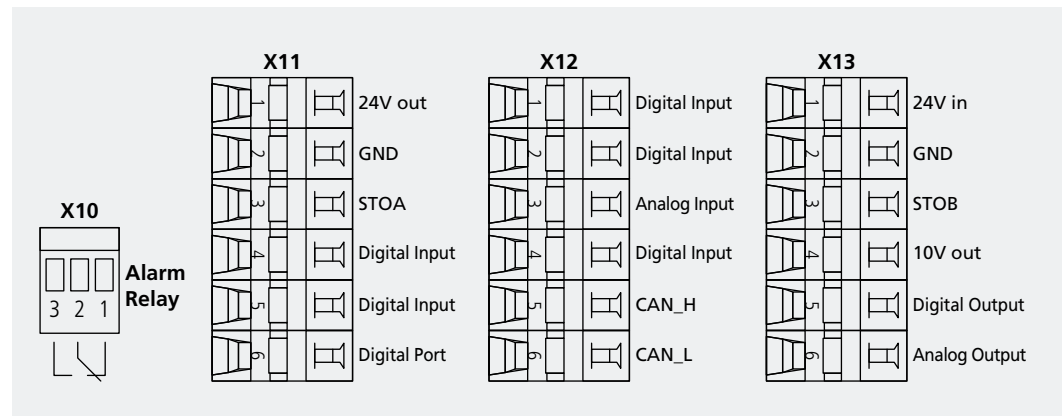 X10
3 2 1
Alarm
Relay
X11
1 24V out
2 GND
3 STOA
4 Digital Input
5 Digital Input
6 Digital Port
X12
1 Digital Input
2 Digital Input
3 Analog Input
4 Digital Input
5 CAN_H
6 CAN_L
X13
1 24V in
2 GND
3 STOB
4 10V out
5 Digital Output
6 Analog Output